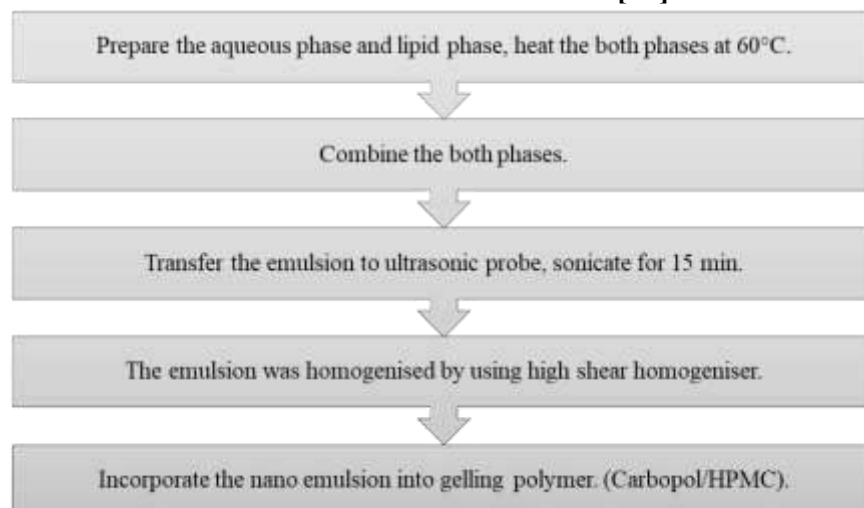 Prepare the aqueous phase and lipid phase, heat the both phases at 60°C.
Combine the both phases.
Transfer the emulsion to ultrasonic probe, sonicate for 15 min.
The emulsion was homogenised by using high shear homogeniser.
Incorporate the nano emulsion into gelling polymer. (Carbopol/HPMC).